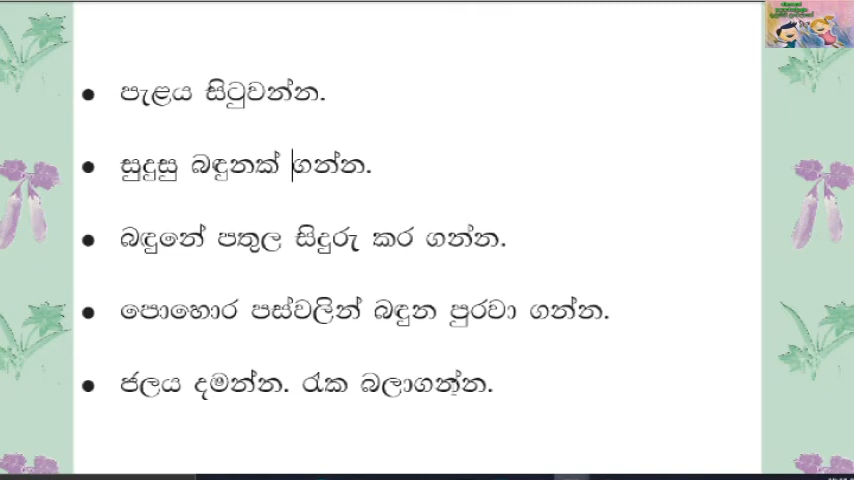 • පැළය සිටුවන්න.
• සුදුසු බඳුනක් ගන්න.
• බඳුනේ පතුල සිදුරු කර ගන්න.
• පොහොර පස්වලින් බඳුන පුරවා ගන්න.
• ජලය දමන්න. රැක බලාගන්න.